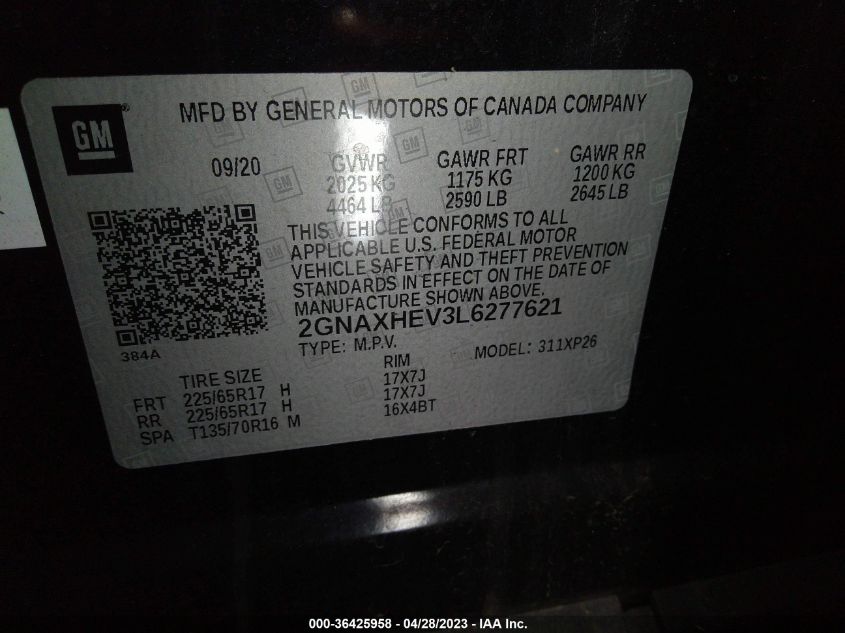 GM
MFD BY GENERAL MOTORS OF CANADA COMPANY
09/20 GVWR GAWR FRT GAWR RR
2025 KG 1175 KG 1200 KG
4464 LB 2590 LB 2645 LB
THIS VEHICLE CONFORMS TO ALL
APPLICABLE U.S. FEDERAL MOTOR
VEHICLE SAFETY AND THEFT PREVENTION
STANDARDS IN EFFECT ON THE DATE OF
MANUFACTURE SHOWN ABOVE.
2GNAXHEV3L6277621
384A
TYPE: M.P.V. MODEL: 311XP26
TIRE SIZE RIM
FRT 225/65R17 H 17X7J
RR 225/65R17 H 17X7J
SPA T135/70R16 M 16X4BT
000-36425958 - 04/28/2023 - IAA Inc.